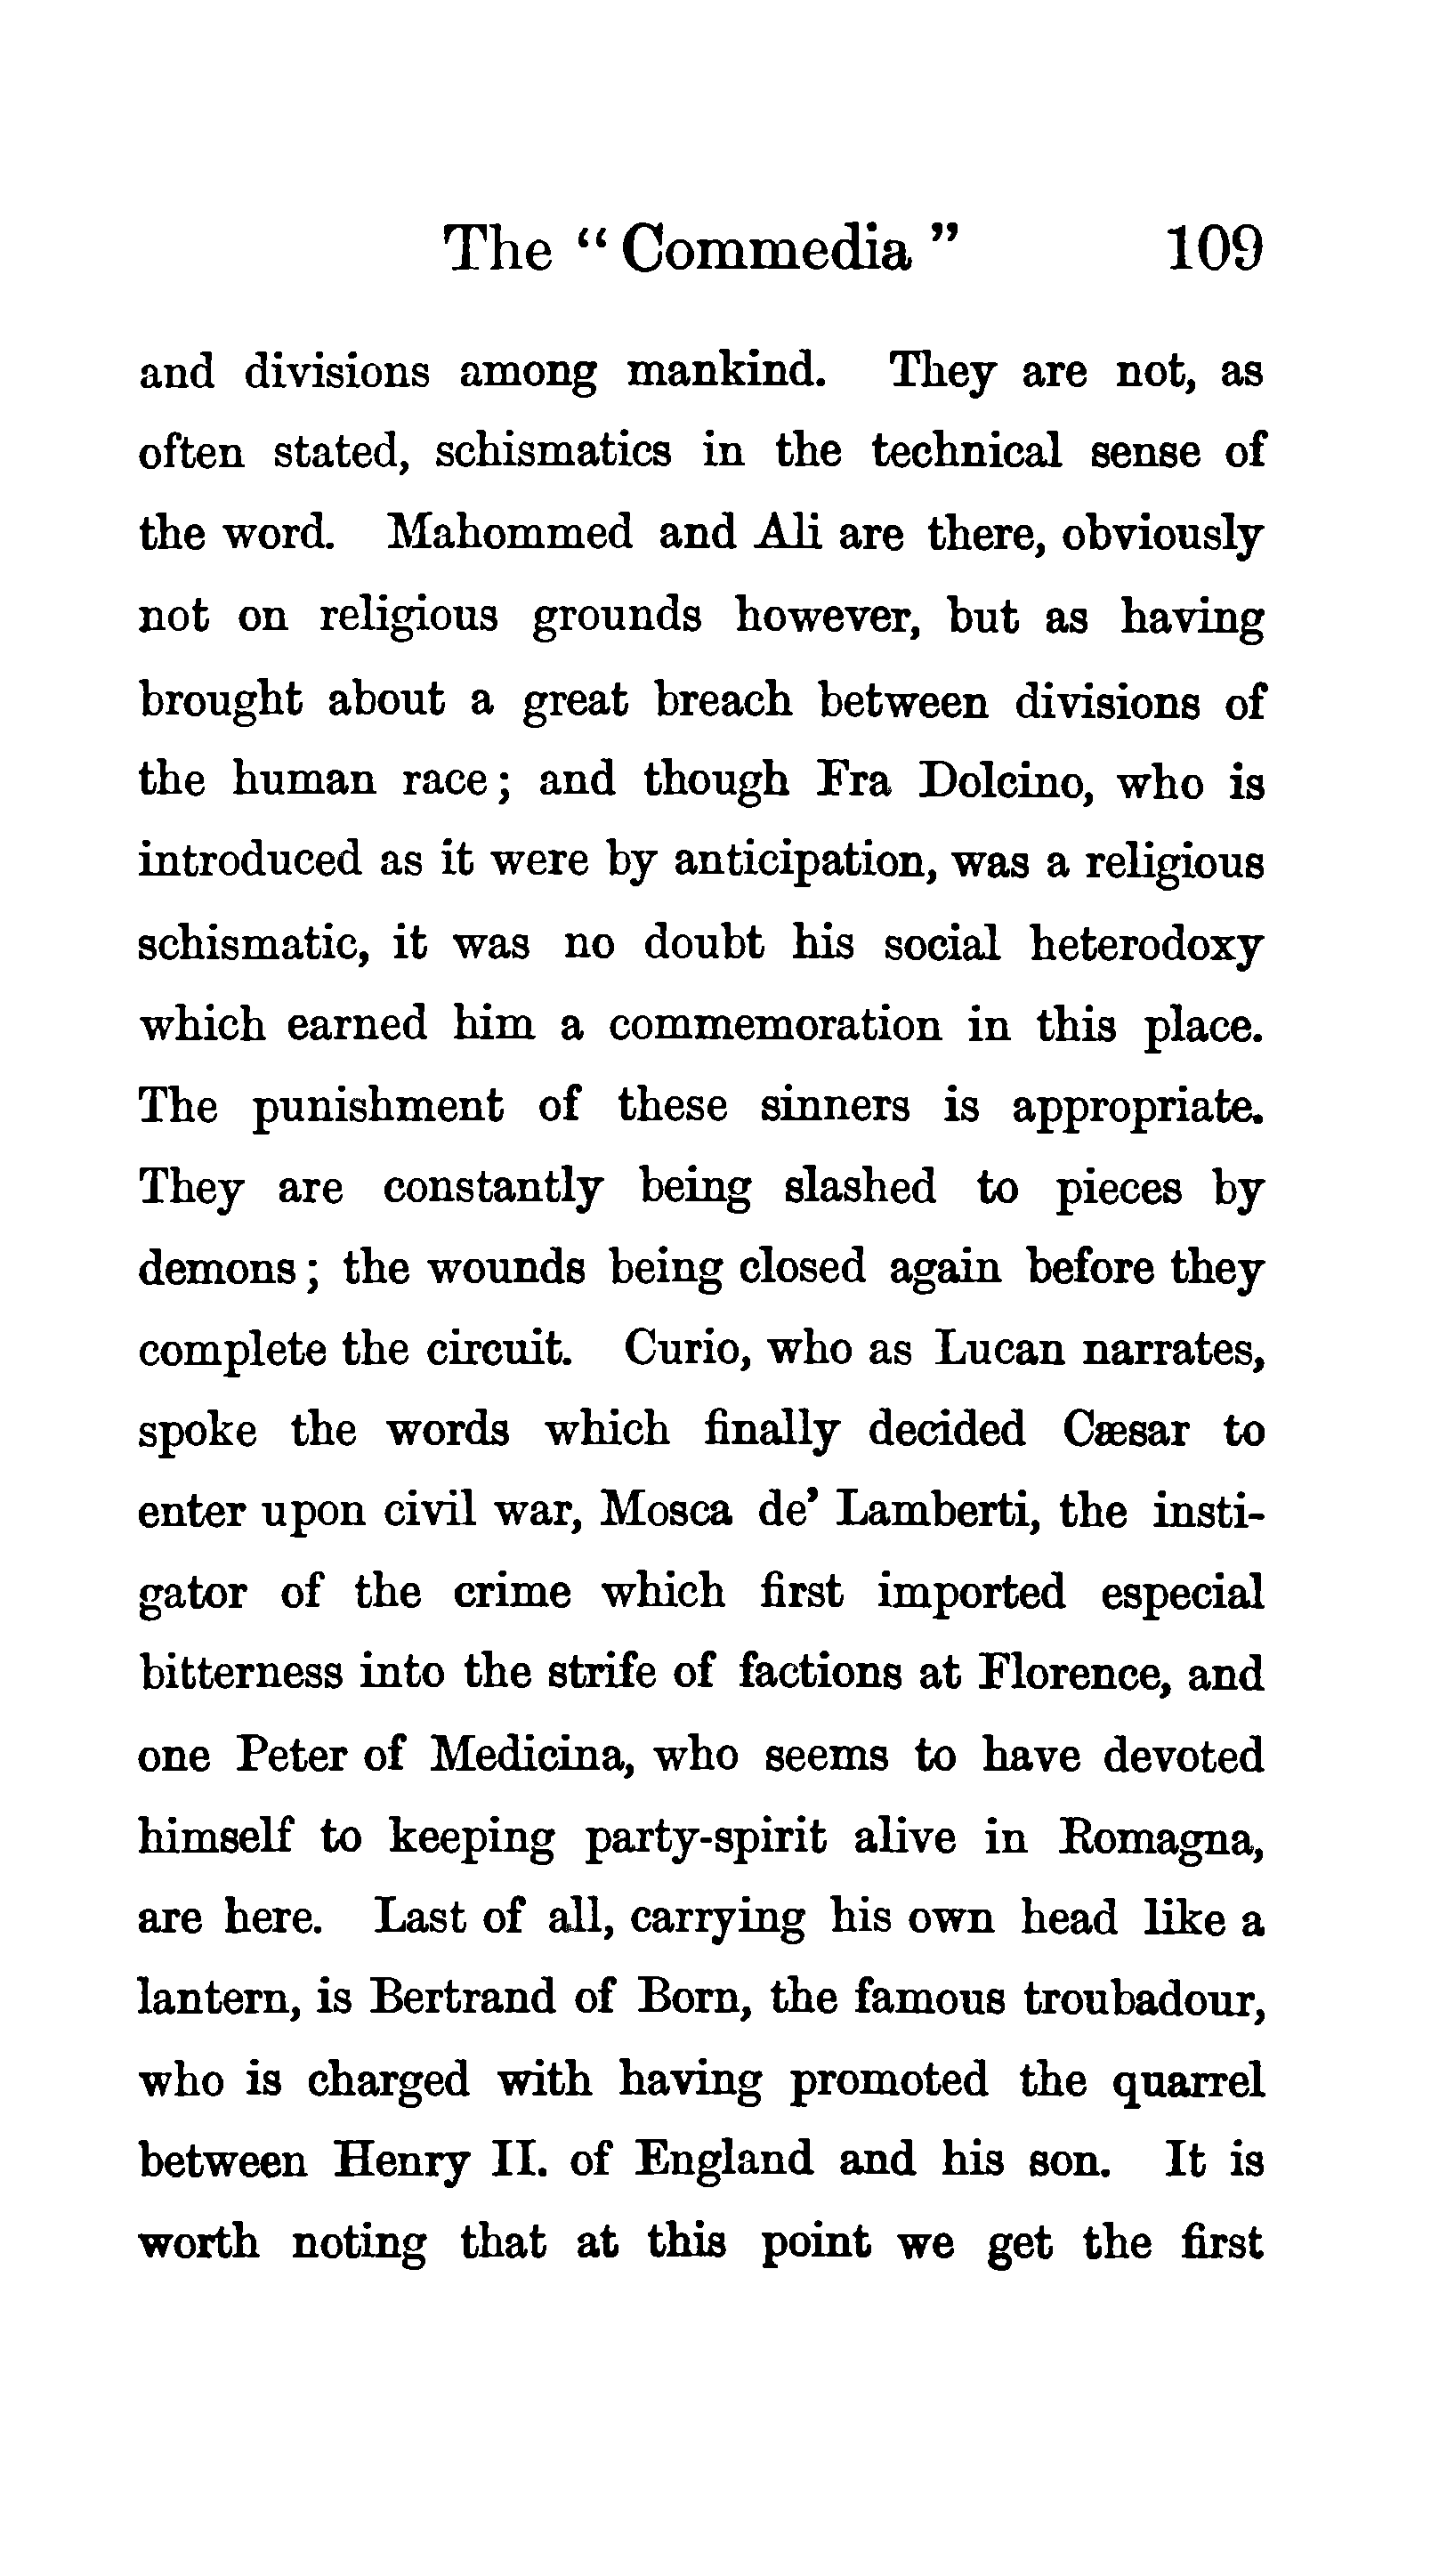 The “ Commedia ” 109
and divisions among mankind. They are not, as
often stated, schismatics in the technical sense of
the word. Mahommed and Ali are there, obviously
not on religious grounds however, but as having
brought about a great breach between divisions of
the human race ; and though Fra Dolcino, who is
introduced as it were by anticipation, was a religious
schismatic, it was no doubt his social heterodoxy
which earned him a commemoration in this place.
The punishment of these sinners is appropriate.
They are constantly being slashed to pieces by
demons ; the wounds being closed again before they
complete the circuit. Curio, who as Lucan narrates,
spoke the words which finally decided Cæsar to
enter upon civil war, Mosca de’ Lamberti, the insti-
gator of the crime which first imported especial
bitterness into the strife of factions at Florence, and
one Peter of Medicina, who seems to have devoted
himself to keeping party-spirit alive in Romagna,
are here. Last of all, carrying his own head like a
lantern, is Bertrand of Born, the famous troubadour,
who is charged with having promoted the quarrel
between Henry II. of England and his son. It is
worth noting that at this point we get the first